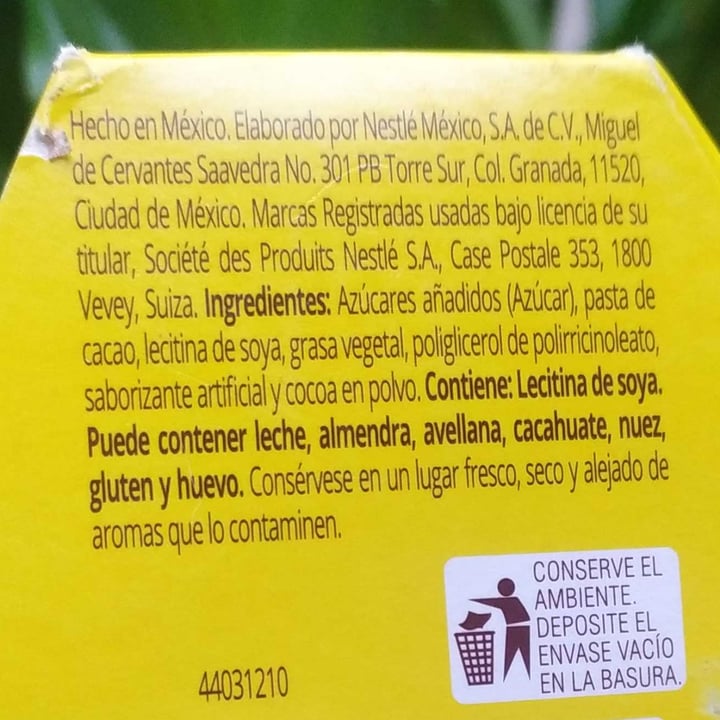 Hecho en México. Elaborado por Nestlé México, S.A. de C.V., Miguel
de Cervantes Saavedra No. 301 PB Torre Sur, Col. Granada, 11520,
Ciudad de México. Marcas Registradas usadas bajo licencia de su
titular, Société des Produits Nestlé S.A., Case Postale 353, 1800
Vevey, Suiza. Ingredientes: Azúcares añadidos (Azúcar), pasta de
cacao, lecitina de soya, grasa vegetal, poliglicerol de polirricinoleato,
saborizante artificial y cocoa en polvo. Contiene: Lecitina de soya.
Puede contener leche, almendra, avellana, cacahuate, nuez,
gluten y huevo. Consérvese en un lugar fresco, seco y alejado de
aromas que lo contaminen.
CONSERVE EL
AMBIENTE.
DEPOSITE EL
ENVASE VACÍO
EN LA BASURA.
44031210